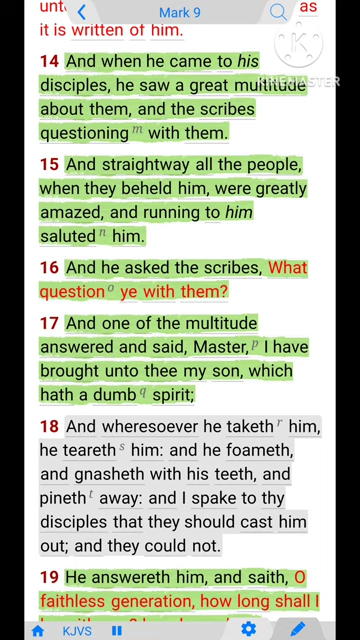 Mark 9
unto as
it is written of him.
KINEMASTER
14 And when he came to his
disciples, he saw a great multitude
about them, and the scribes
questioning m with them.
15 And straightway all the people,
when they beheld him, were greatly
amazed, and running to him
saluted n him.
16 And he asked the scribes, What
question o ye with them?
17 And one of the multitude
answered and said, Master, p I have
brought unto thee my son, which
hath a dumb q spirit;
18 And wheresoever he taketh r him,
he teareth s him: and he foameth,
and gnasheth with his teeth, and
pineth t away: and I spake to thy
disciples that they should cast him
out; and they could not.
19 He answereth him, and saith, O
faithless generation, how long shall I
KJVS